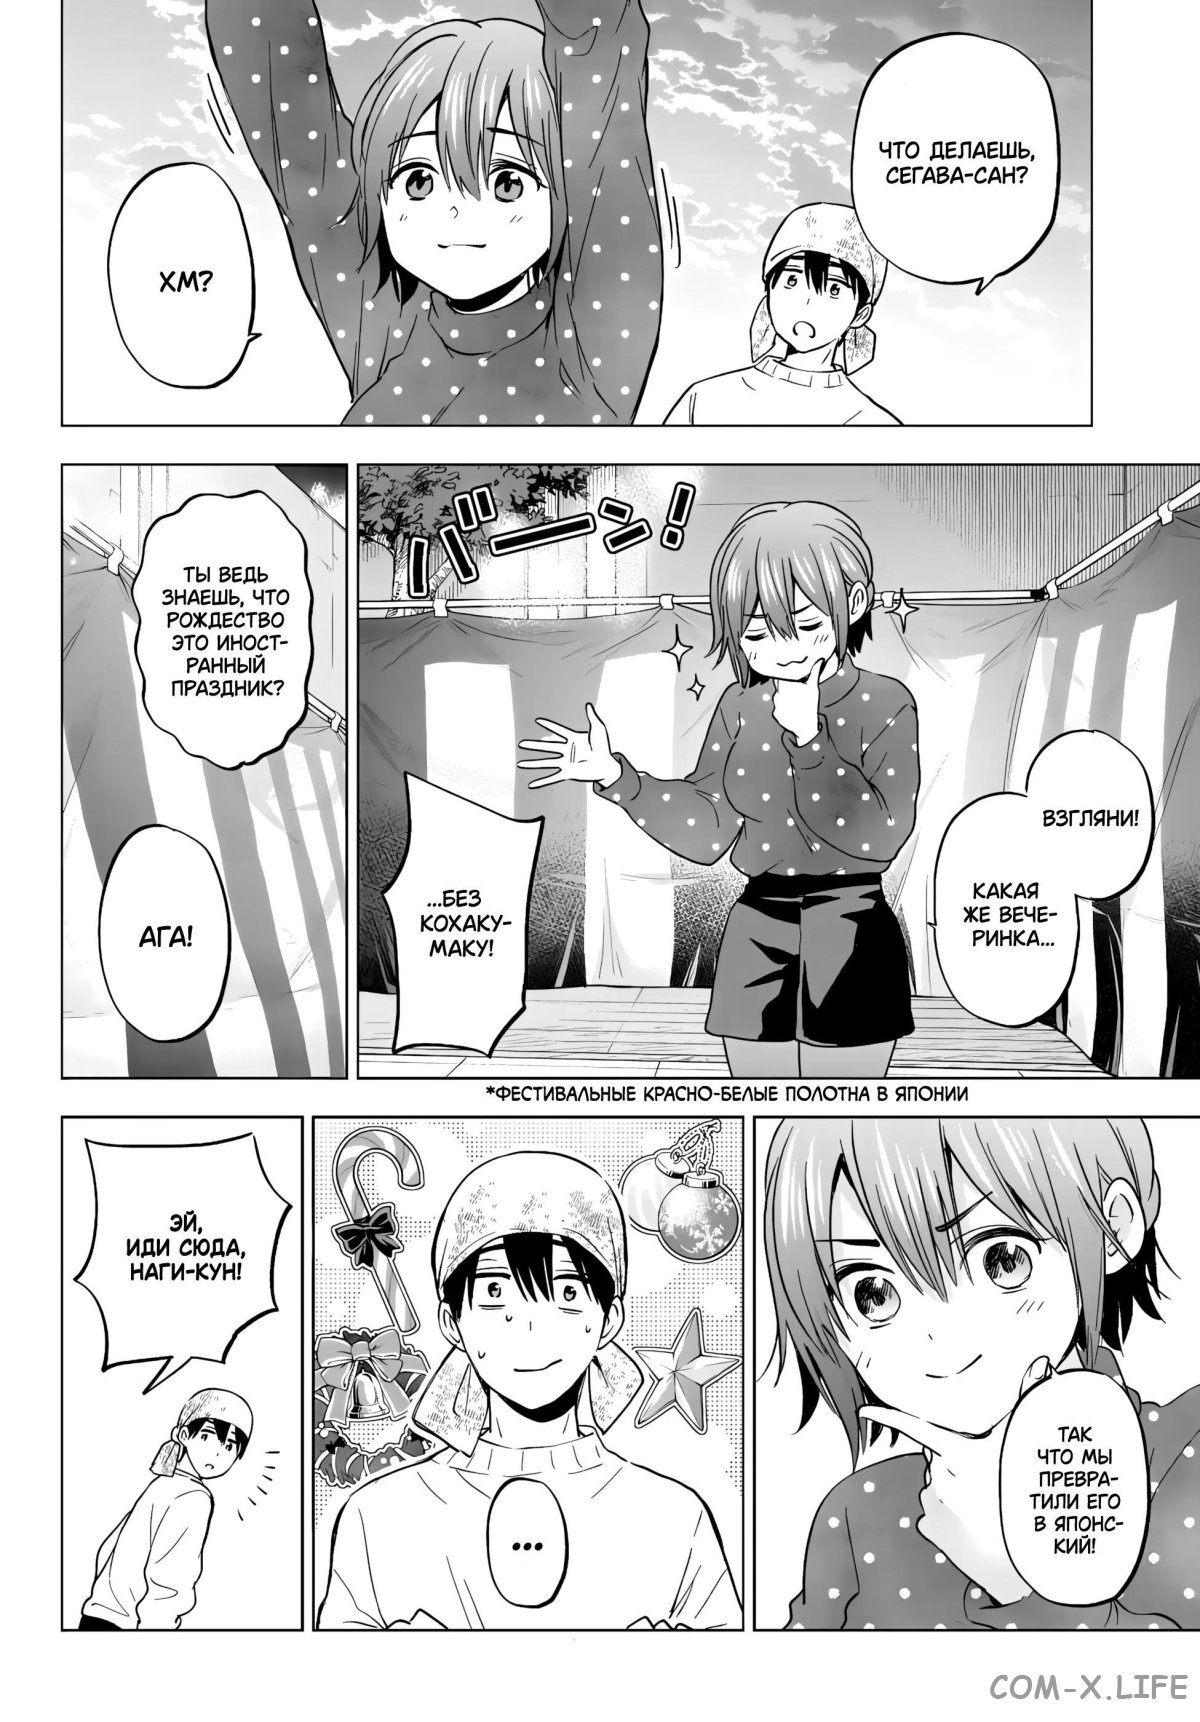 ЧТО ДЕЛАЕШЬ,
СЕГАВА-САН?
ХМ?
バーン!
ВЗГЛЯНИ!
КАКАЯ
ЖЕ ВЕЧЕ-
РИНКА...
...БЕЗ
КОХАКУ-
МАКУ!
*ФЕСТИВАЛЬНЫЕ КРАСНО-БЕЛЫЕ ПОЛОТНА В ЯПОНИИ
ТЫ ВЕДЬ
ЗНАЕШЬ, ЧТО
РОЖДЕСТВО
ЭТО ИНОСТ-
РАННЫЙ
ПРАЗДНИК?
АГА!
ТАК
ЧТО МЫ
ПРЕВРА-
ТИЛИ ЕГО
В ЯПОНС-
КИЙ!
...
ЭЙ,
ИДИ СЮДА,
НАГИ-КУН!
COM-X.LIFE